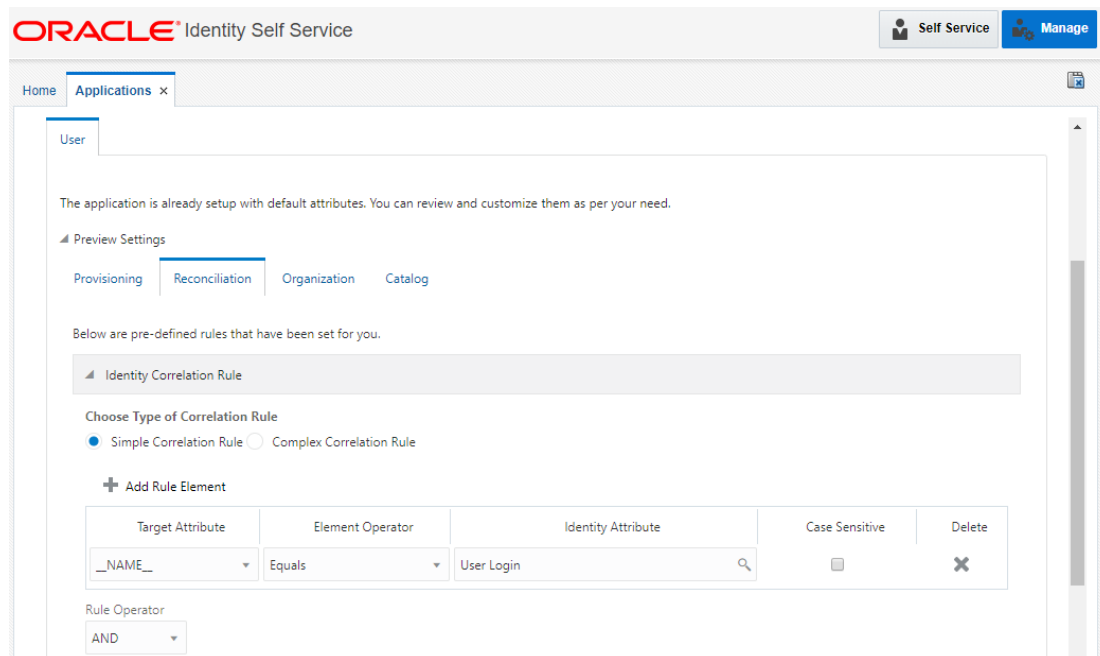 ORACLE® Identity Self Service
Self Service
Manage
Home
Applications ×
User
The application is already setup with default attributes. You can review and customize them as per your need.
Preview Settings
Provisioning Reconciliation Organization Catalog
Below are pre-defined rules that have been set for you.
Identity Correlation Rule
Choose Type of Correlation Rule
Simple Correlation Rule Complex Correlation Rule
Add Rule Element
Target Attribute Element Operator Identity Attribute Case Sensitive Delete
__NAME__ Equals User Login
Rule Operator
AND